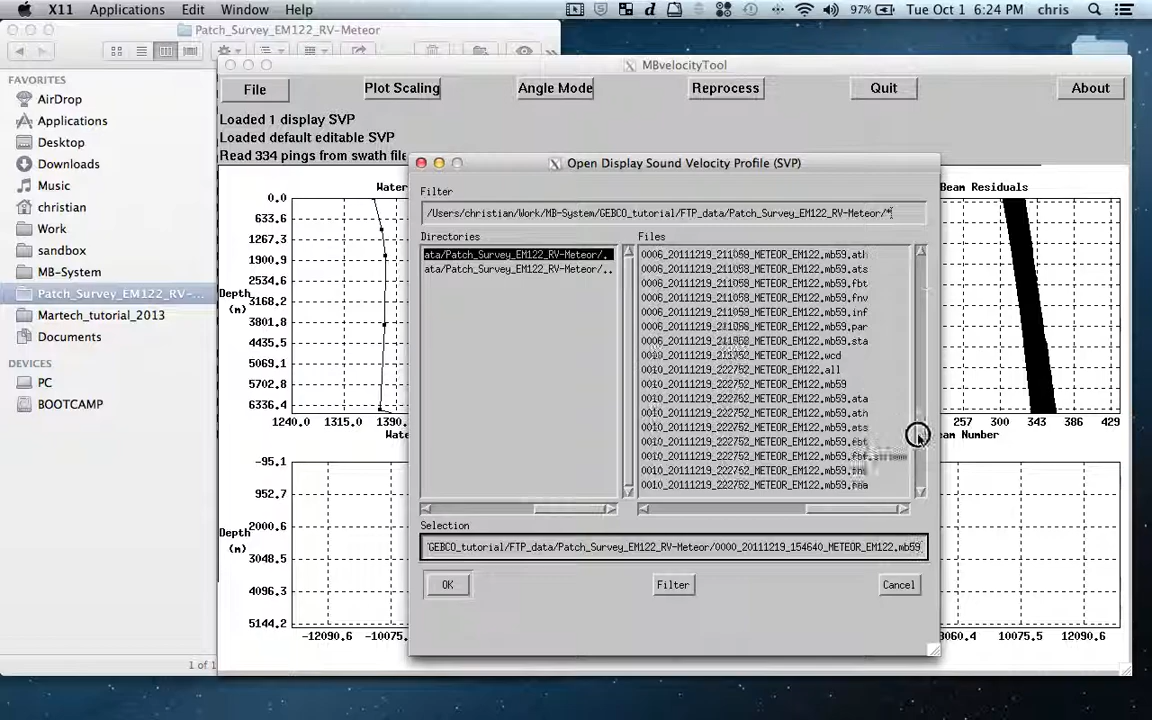 X11 Applications Edit Window Help
97% Tue Oct 1 6:24 PM chris
Patch_Survey_EM122_RV-Meteor
FAVORITES
AirDrop
Applications
Desktop
Downloads
Music
christian
Work
sandbox
MB-System
Patch_Survey_EM122_RV-...
Martech_tutorial_2013
Documents
DEVICES
PC
BOOTCAMP
1 of 1
MBvelocityTool
File Plot Scaling Angle Mode Reprocess Quit About
Loaded 1 display SVP
Loaded default editable SVP
Read 334 pings from swath file
0.0
633.6
1267.3
1900.9
2534.6
3168.2
3801.8
4435.5
5069.1
5702.8
6336.4
Depth
(m)
1240.0 1315.0 1390.
Beam Residuals
257 300 343 386 429
-95.1
952.7
2000.6
3048.5
4096.3
5144.2
Depth
(m)
-12090.6 -10075.
9060.4 10075.5 12090.6
Open Display Sound Velocity Profile (SVP)
Filter
/Users/christian/Work/MB-System/GEBCO_tutorial/FTP_data/Patch_Survey_EM122_RV-Meteor/*
Directories
ata/Patch_Survey_EM122_RV-Meteor/.
ata/Patch_Survey_EM122_RV-Meteor/..
Files
0006_20111219_211058_METEOR_EM122.mb59.ath
0006_20111219_211058_METEOR_EM122.mb59.ats
0006_20111219_211058_METEOR_EM122.mb59.fbt
0006_20111219_211058_METEOR_EM122.mb59.fnv
0006_20111219_211058_METEOR_EM122.mb59.inf
0006_20111219_211058_METEOR_EM122.mb59.par
0006_20111219_211058_METEOR_EM122.mb59.sta
0010_20111219_222752_METEOR_EM122.wcd
0010_20111219_222752_METEOR_EM122.all
0010_20111219_222752_METEOR_EM122.mb59
0010_20111219_222752_METEOR_EM122.mb59.ata
0010_20111219_222752_METEOR_EM122.mb59.ath
0010_20111219_222752_METEOR_EM122.mb59.ats
0010_20111219_222752_METEOR_EM122.mb59.fbt
Selection
GEBCO_tutorial/FTP_data/Patch_Survey_EM122_RV-Meteor/0000_20111219_154640_METEOR_EM122.mb59
OK Filter Cancel